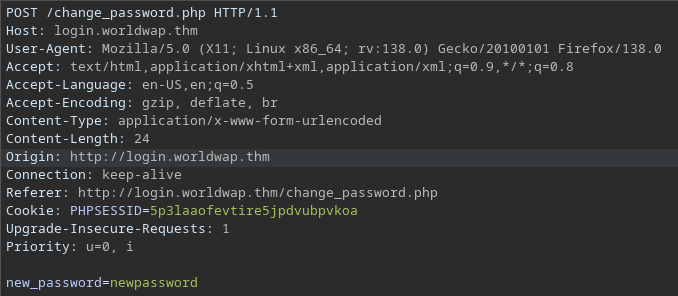 POST /change_password.php HTTP/1.1
Host: login.worldwap.thm
User-Agent: Mozilla/5.0 (X11; Linux x86_64; rv:138.0) Gecko/20100101 Firefox/138.0
Accept: text/html,application/xhtml+xml,application/xml;q=0.9,*/*;q=0.8
Accept-Language: en-US,en;q=0.5
Accept-Encoding: gzip, deflate, br
Content-Type: application/x-www-form-urlencoded
Content-Length: 24
Origin: http://login.worldwap.thm
Connection: keep-alive
Referer: http://login.worldwap.thm/change_password.php
Cookie: PHPSESSID=5p3laaofevtire5jpdvubpvkoa
Upgrade-Insecure-Requests: 1
Priority: u=0, i
new_password=newpassword